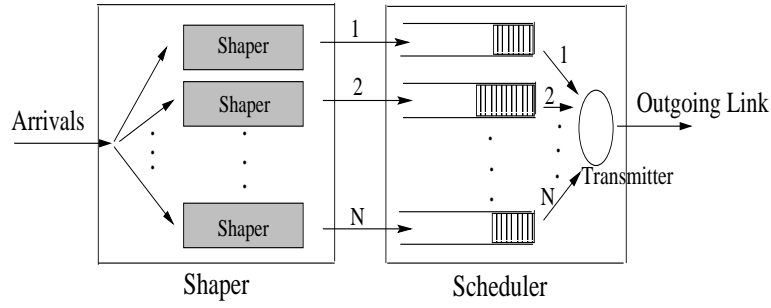 Arrivals
Shaper
Shaper
Shaper
1
2
N
1
2
N
Transmitter
Outgoing Link
Shaper
Scheduler